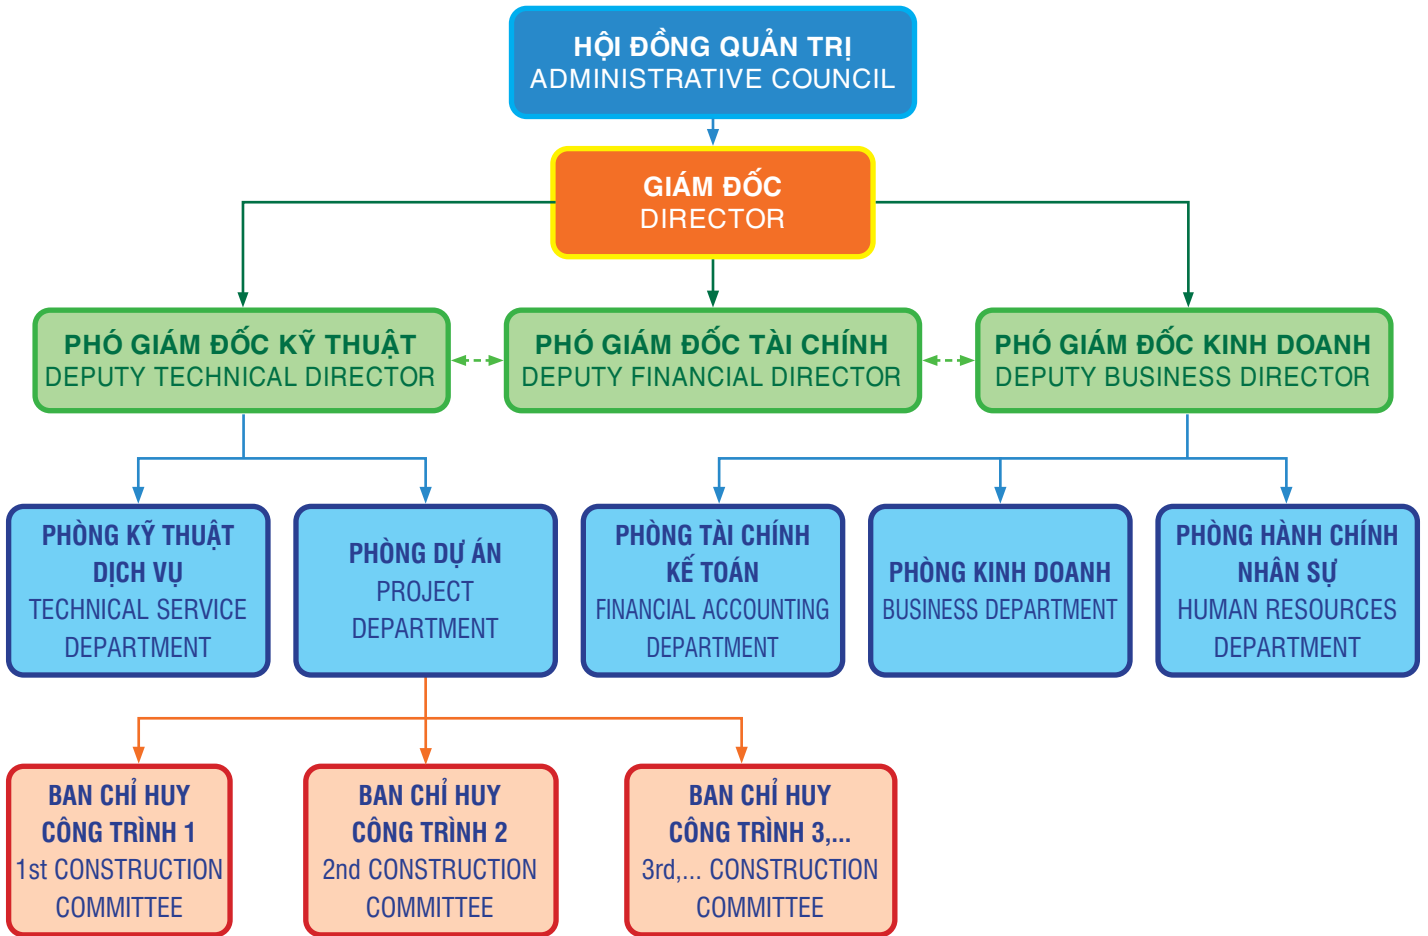 HỘI ĐỒNG QUẢN TRỊ
ADMINISTRATIVE COUNCIL
GIÁM ĐỐC
DIRECTOR
PHÓ GIÁM ĐỐC KỸ THUẬT
DEPUTY TECHNICAL DIRECTOR
PHÓ GIÁM ĐỐC TÀI CHÍNH
DEPUTY FINANCIAL DIRECTOR
PHÓ GIÁM ĐỐC KINH DOANH
DEPUTY BUSINESS DIRECTOR
PHÒNG KỸ THUẬT
DỊCH VỤ
TECHNICAL SERVICE
DEPARTMENT
PHÒNG DỰ ÁN
PROJECT
DEPARTMENT
PHÒNG TÀI CHÍNH
KẾ TOÁN
FINANCIAL ACCOUNTING
DEPARTMENT
PHÒNG KINH DOANH
BUSINESS DEPARTMENT
PHÒNG HÀNH CHÍNH
NHÂN SỰ
HUMAN RESOURCES
DEPARTMENT
BAN CHỈ HUY
CÔNG TRÌNH 1
1st CONSTRUCTION
COMMITTEE
BAN CHỈ HUY
CÔNG TRÌNH 2
2nd CONSTRUCTION
COMMITTEE
BAN CHỈ HUY
CÔNG TRÌNH 3,...
3rd,... CONSTRUCTION
COMMITTEE